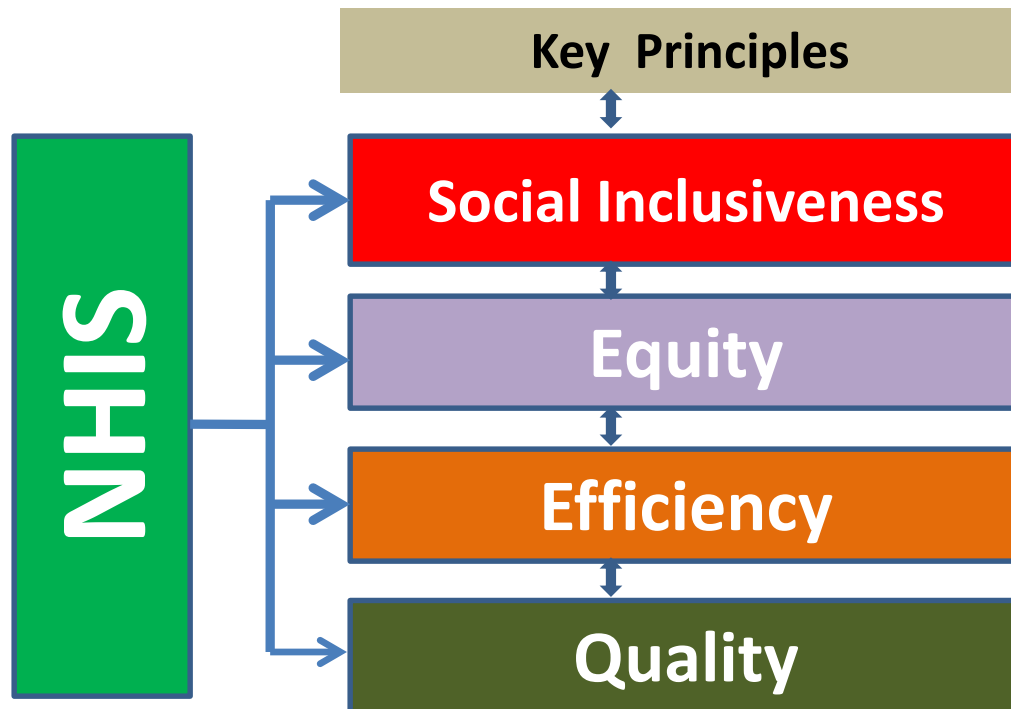 Key Principles
NHIS
Social Inclusiveness
Equity
Efficiency
Quality